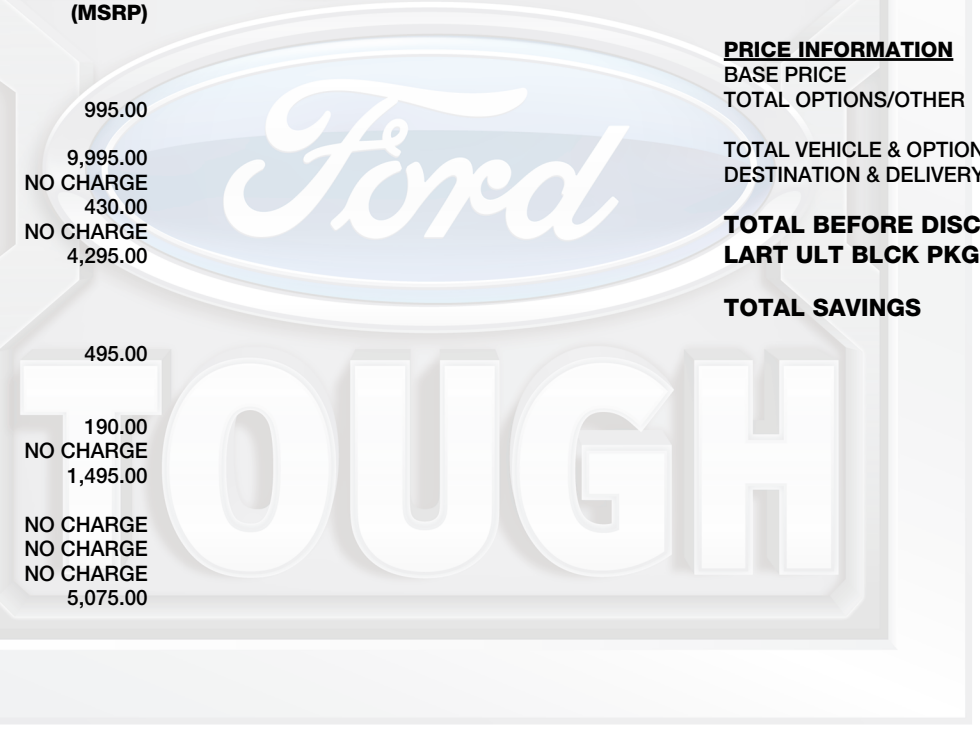 (MSRP)
995.00
9,995.00
NO CHARGE
430.00
NO CHARGE
4,295.00
495.00
190.00
NO CHARGE
1,495.00
NO CHARGE
NO CHARGE
NO CHARGE
5,075.00
PRICE INFORMATION
BASE PRICE
TOTAL OPTIONS/OTHER
TOTAL VEHICLE & OPTION
DESTINATION & DELIVERY
TOTAL BEFORE DISC
LART ULT BLCK PKG
TOTAL SAVINGS
Ford
TOUGH